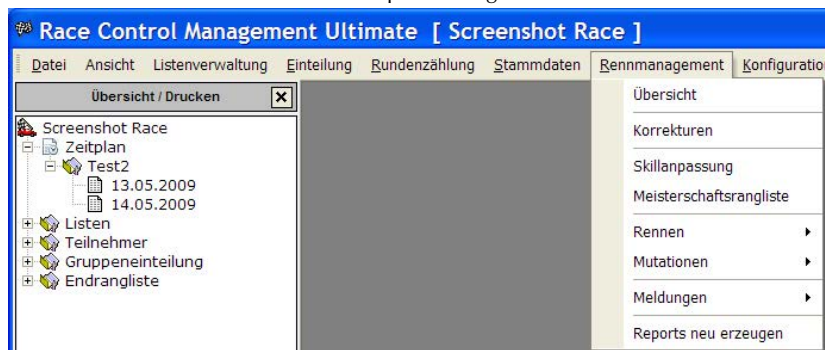 Race Control Management Ultimate [ Screenshot Race ]
Datei Ansicht Listenverwaltung Einteilung Rundenzählung Stammdaten Rennmanagement Konfiguratio
Übersicht / Drucken
Screenshot Race
Zeitplan
Test2
13.05.2009
14.05.2009
Listen
Teilnehmer
Gruppeneinteilung
Endrangliste
Übersicht
Korrekturen
Skillanpassung
Meisterschaftsrangliste
Rennen
Mutationen
Meldungen
Reports neu erzeugen